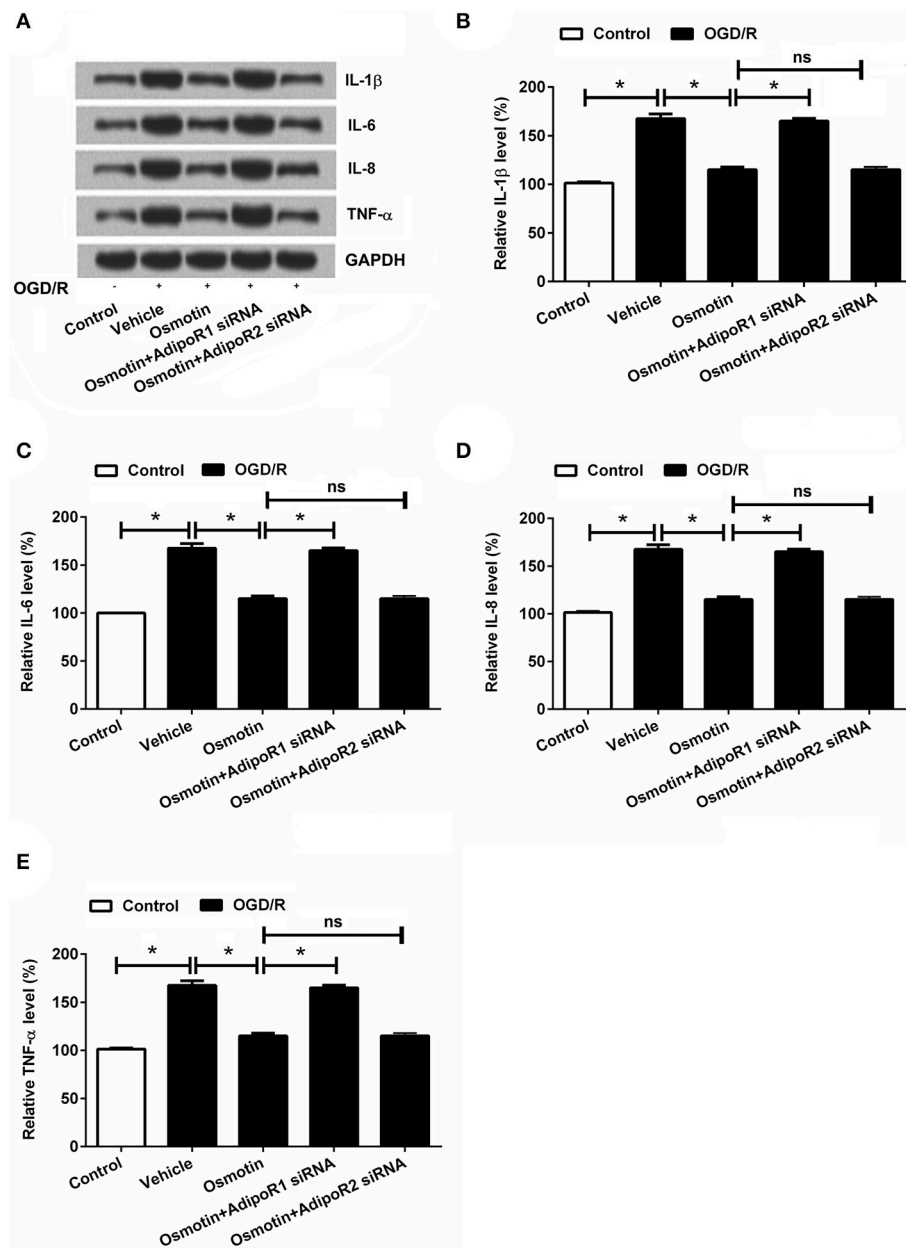 A
IL-1β
IL-6
IL-8
TNF-α
GAPDH
OGD/R - + + + +
Control
Vehicle
Osmotin
Osmotin+AdipoR1 siRNA
Osmotin+AdipoR2 siRNA
B
Control OGD/R
ns
* * *
Relative IL-1β level (%)
200
150
100
50
0
Control
Vehicle
Osmotin
Osmotin+AdipoR1 siRNA
Osmotin+AdipoR2 siRNA
C
Control OGD/R
ns
* * *
Relative IL-6 level (%)
200
150
100
50
0
Control
Vehicle
Osmotin
Osmotin+AdipoR1 siRNA
Osmotin+AdipoR2 siRNA
D
Control OGD/R
ns
* * *
Relative IL-8 level (%)
200
150
100
50
0
Control
Vehicle
Osmotin
Osmotin+AdipoR1 siRNA
Osmotin+AdipoR2 siRNA
E
Control OGD/R
ns
* * *
Relative TNF-α level (%)
200
150
100
50
0
Control
Vehicle
Osmotin
Osmotin+AdipoR1 siRNA
Osmotin+AdipoR2 siRNA